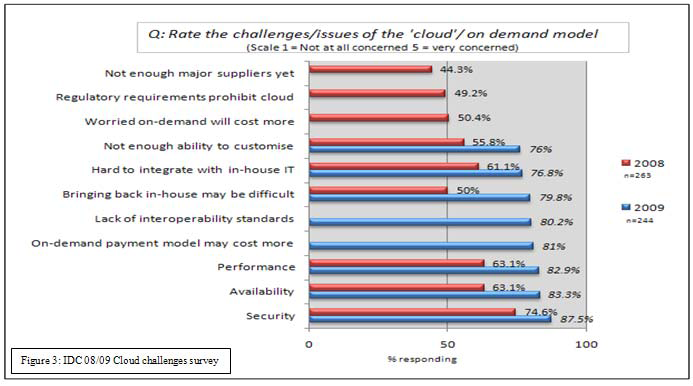 Q: Rate the challenges/issues of the 'cloud'/ on demand model
(Scale 1 = Not at all concerned 5 = very concerned)
Not enough major suppliers yet 44.3%
Regulatory requirements prohibit cloud 49.2%
Worried on-demand will cost more 50.4%
Not enough ability to customise 55.8% 76%
Hard to integrate with in-house IT 61.1% 76.8%
Bringing back in-house may be difficult 50% 79.8%
Lack of interoperability standards 80.2%
On-demand payment model may cost more 81%
Performance 63.1% 82.9%
Availability 63.1% 83.3%
Security 74.6% 87.5%
2008
n=263
2009
n=244
0 50 100
% responding
Figure 3: IDC 08/09 Cloud challenges survey